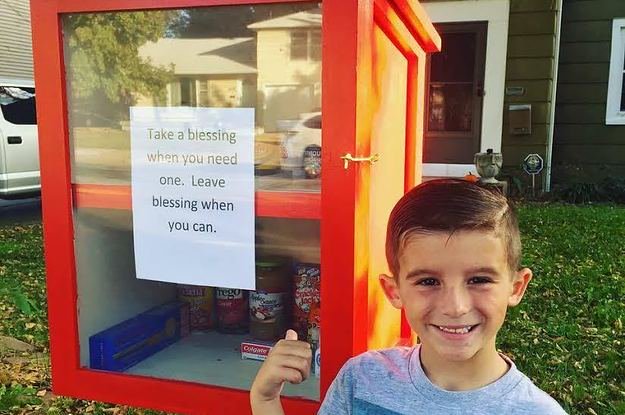 Take a blessing
when you need
one. Leave
blessing when
you can.
Colgate